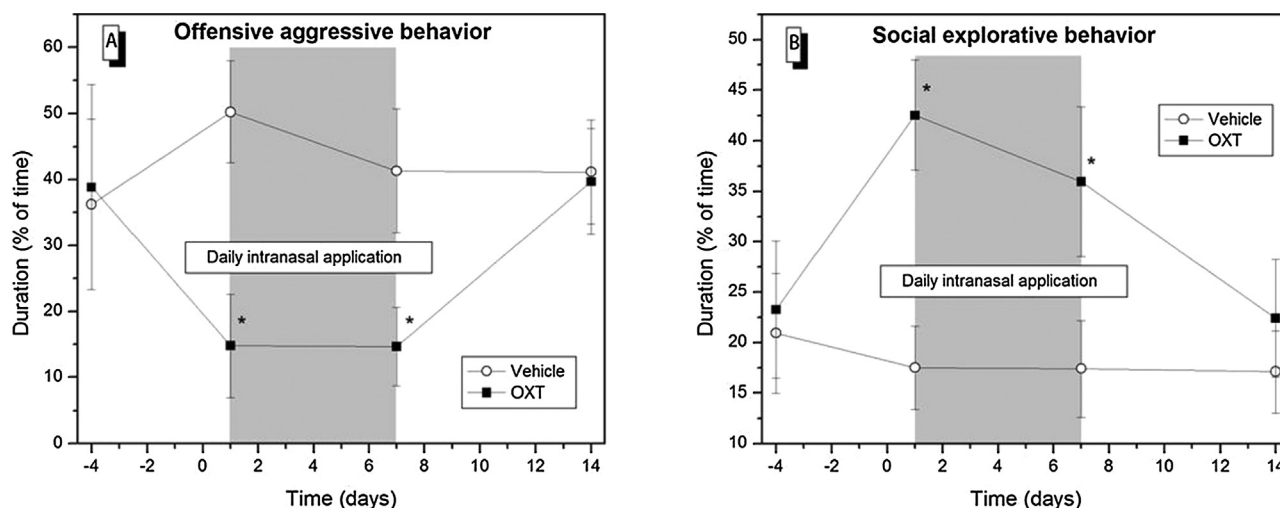 A
Offensive aggressive behavior
60
50
40
30
20
10
0
Duration (% of time)
*
*
Daily intranasal application
Vehicle
OXT
-4 -2 0 2 4 6 8 10 12 14
Time (days)
B
Social explorative behavior
50
45
40
35
30
25
20
15
10
Duration (% of time)
*
*
Vehicle
OXT
Daily intranasal application
-4 -2 0 2 4 6 8 10 12 14
Time (days)